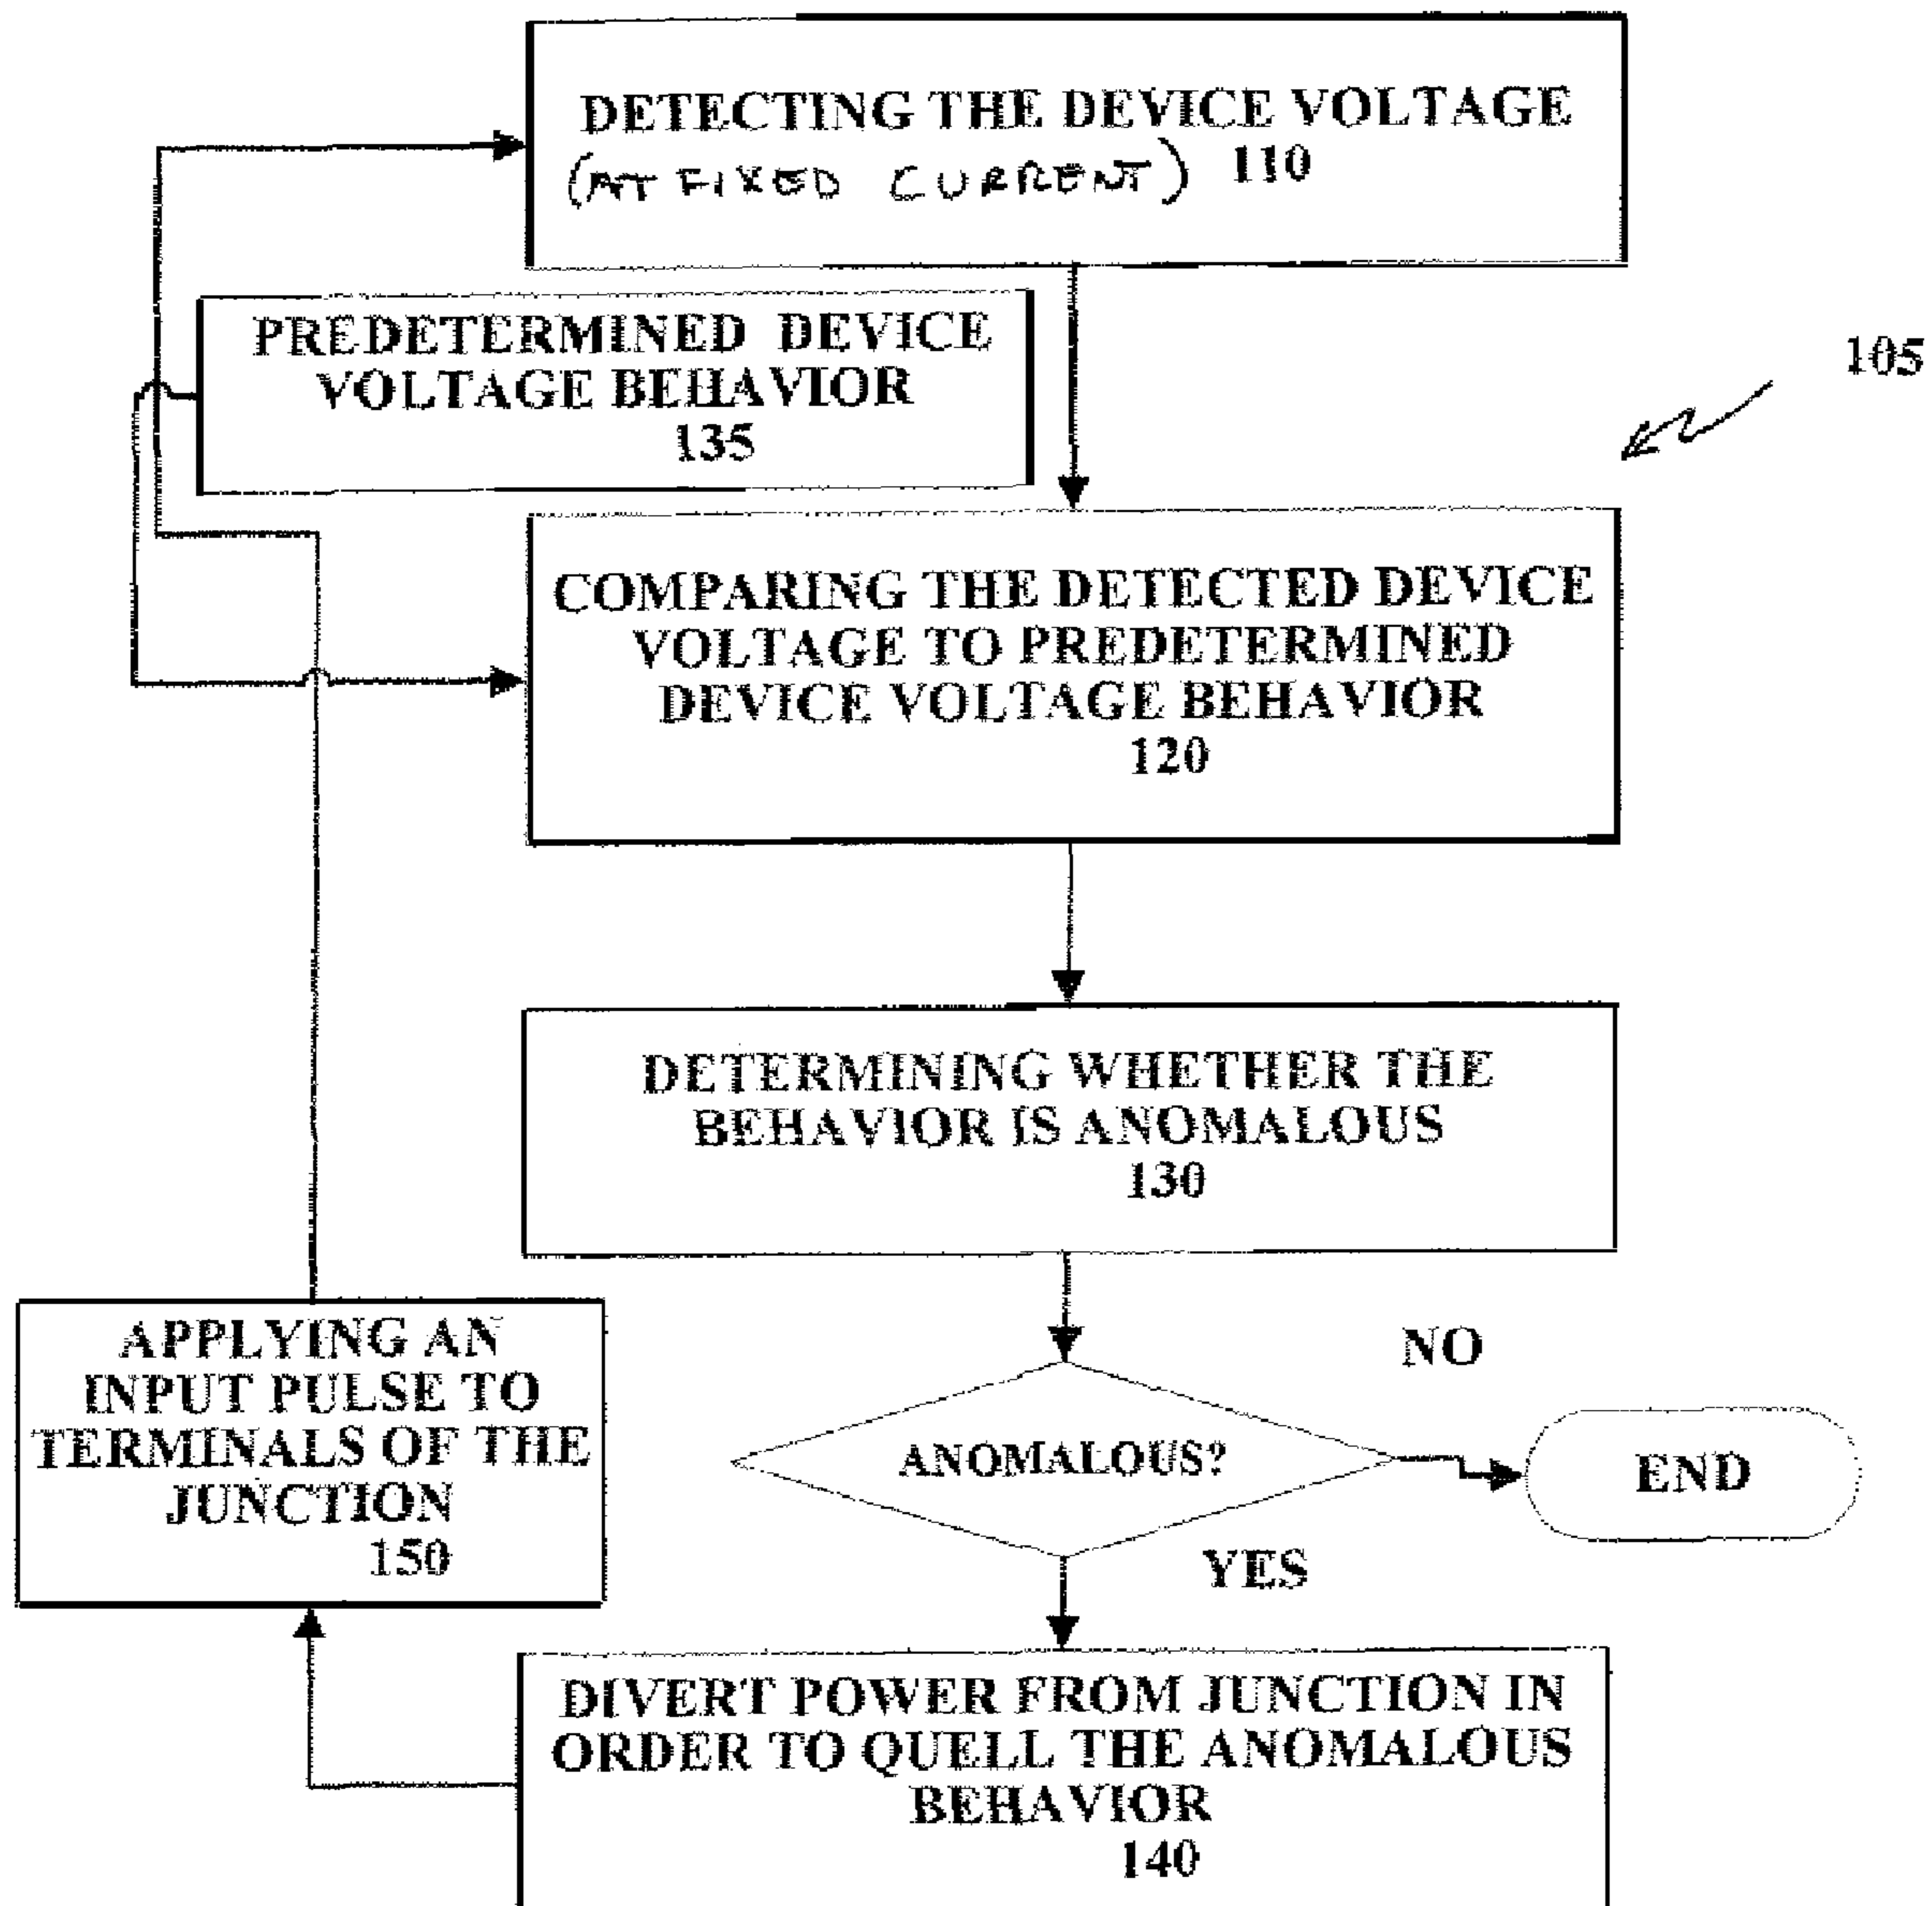 DETECTING THE DEVICE VOLTAGE
(AT FIXED CURRENT) 110
PREDETERMINED DEVICE
VOLTAGE BEHAVIOR
135
105
COMPARING THE DETECTED DEVICE
VOLTAGE TO PREDETERMINED
DEVICE VOLTAGE BEHAVIOR
120
DETERMINING WHETHER THE
BEHAVIOR IS ANOMALOUS
130
APPLYING AN
INPUT PULSE TO
TERMINALS OF THE
JUNCTION
150
NO
ANOMALOUS?
END
YES
DIVERT POWER FROM JUNCTION IN
ORDER TO QUELL THE ANOMALOUS
BEHAVIOR
140